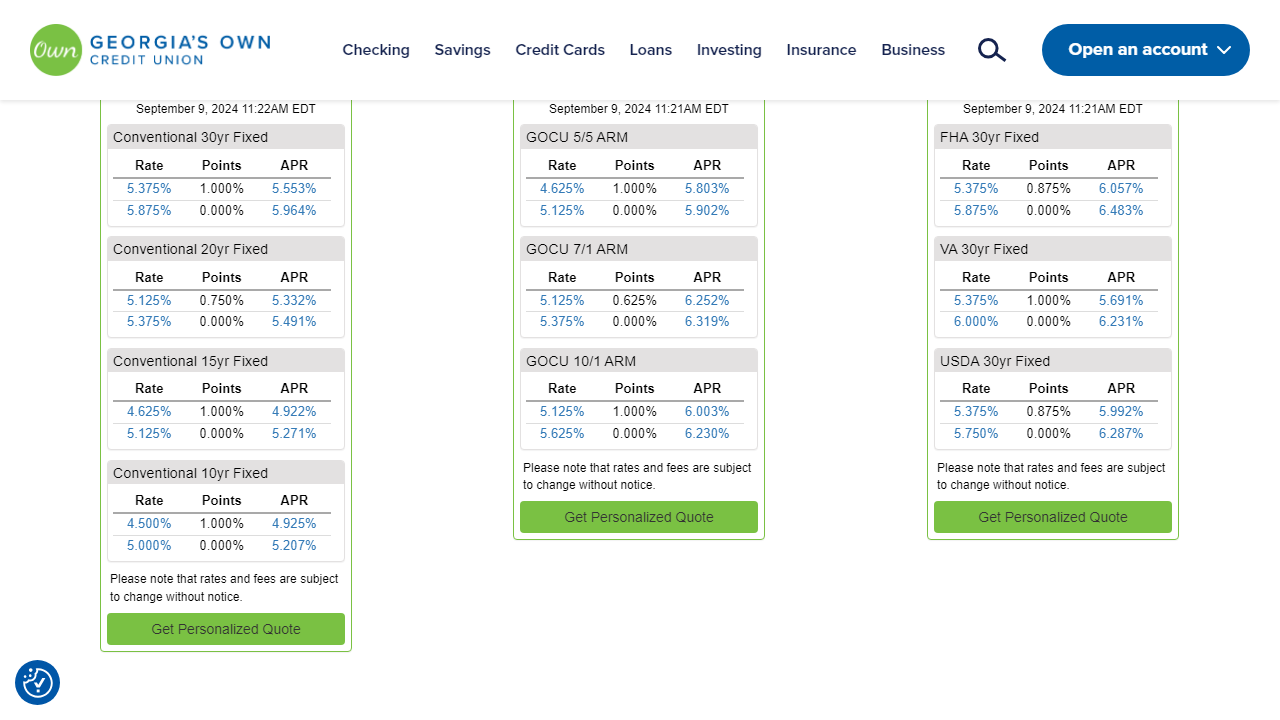 Own GEORGIA'S OWN
CREDIT UNION
Checking Savings Credit Cards Loans Investing Insurance Business
Open an account
September 9, 2024 11:22AM EDT
Conventional 30yr Fixed
Rate Points APR
5.375% 1.000% 5.553%
5.875% 0.000% 5.964%
Conventional 20yr Fixed
Rate Points APR
5.125% 0.750% 5.332%
5.375% 0.000% 5.491%
Conventional 15yr Fixed
Rate Points APR
4.625% 1.000% 4.922%
5.125% 0.000% 5.271%
Conventional 10yr Fixed
Rate Points APR
4.500% 1.000% 4.925%
5.000% 0.000% 5.207%
Please note that rates and fees are subject
to change without notice.
Get Personalized Quote
September 9, 2024 11:21AM EDT
GOCU 5/5 ARM
Rate Points APR
4.625% 1.000% 5.803%
5.125% 0.000% 5.902%
GOCU 7/1 ARM
Rate Points APR
5.125% 0.625% 6.252%
5.375% 0.000% 6.319%
GOCU 10/1 ARM
Rate Points APR
5.125% 1.000% 6.003%
5.625% 0.000% 6.230%
Please note that rates and fees are subject
to change without notice.
Get Personalized Quote
September 9, 2024 11:21AM EDT
FHA 30yr Fixed
Rate Points APR
5.375% 0.875% 6.057%
5.875% 0.000% 6.483%
VA 30yr Fixed
Rate Points APR
5.375% 1.000% 5.691%
6.000% 0.000% 6.231%
USDA 30yr Fixed
Rate Points APR
5.375% 0.875% 5.992%
5.750% 0.000% 6.287%
Please note that rates and fees are subject
to change without notice.
Get Personalized Quote